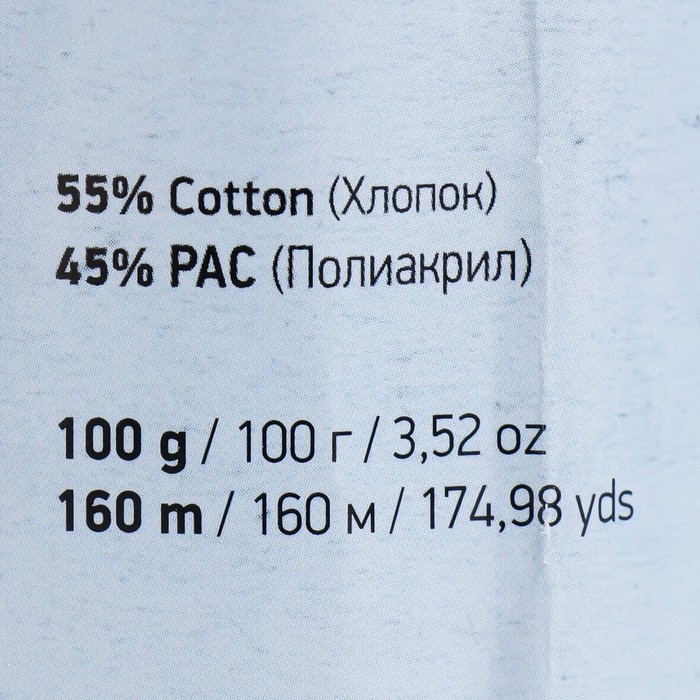 55% Cotton (Хлопок)
45% PAC (Полиакрил)
100 g / 100 г / 3,52 oz
160 m / 160 м / 174,98 yds